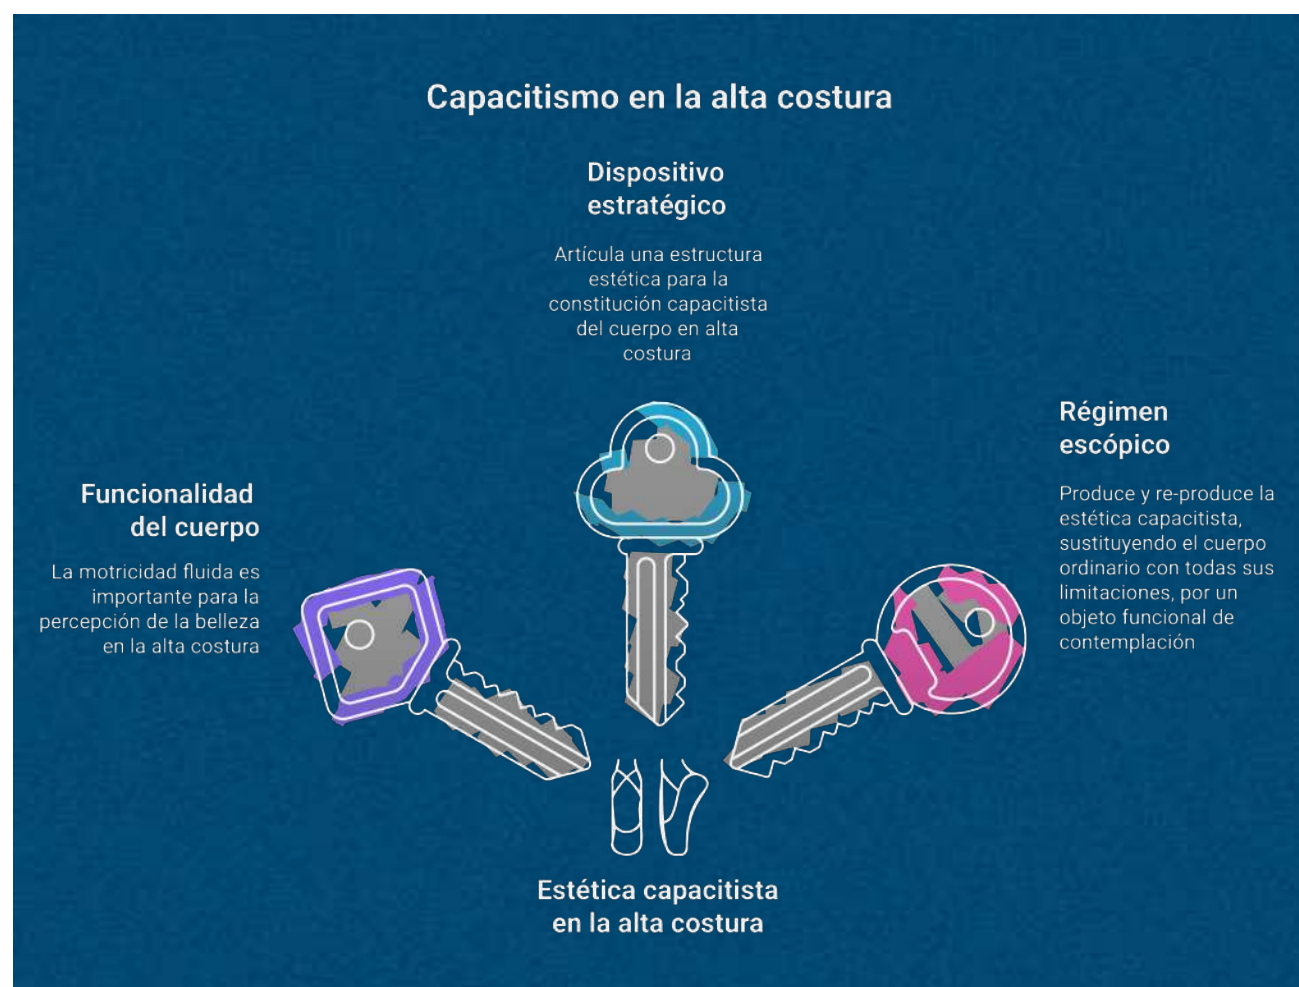 Capacitismo en la alta costura
Dispositivo
estratégico
Artícula una estructura
estética para la
constitución capacitista
del cuerpo en alta
costura
Régimen
escópico
Produce y re-produce la
estética capacitista,
sustituyendo el cuerpo
ordinario con todas sus
limitaciones, por un
objeto funcional de
contemplación
Funcionalidad
del cuerpo
La motricidad fluida es
importante para la
percepción de la belleza
en la alta costura
Estética capacitista
en la alta costura